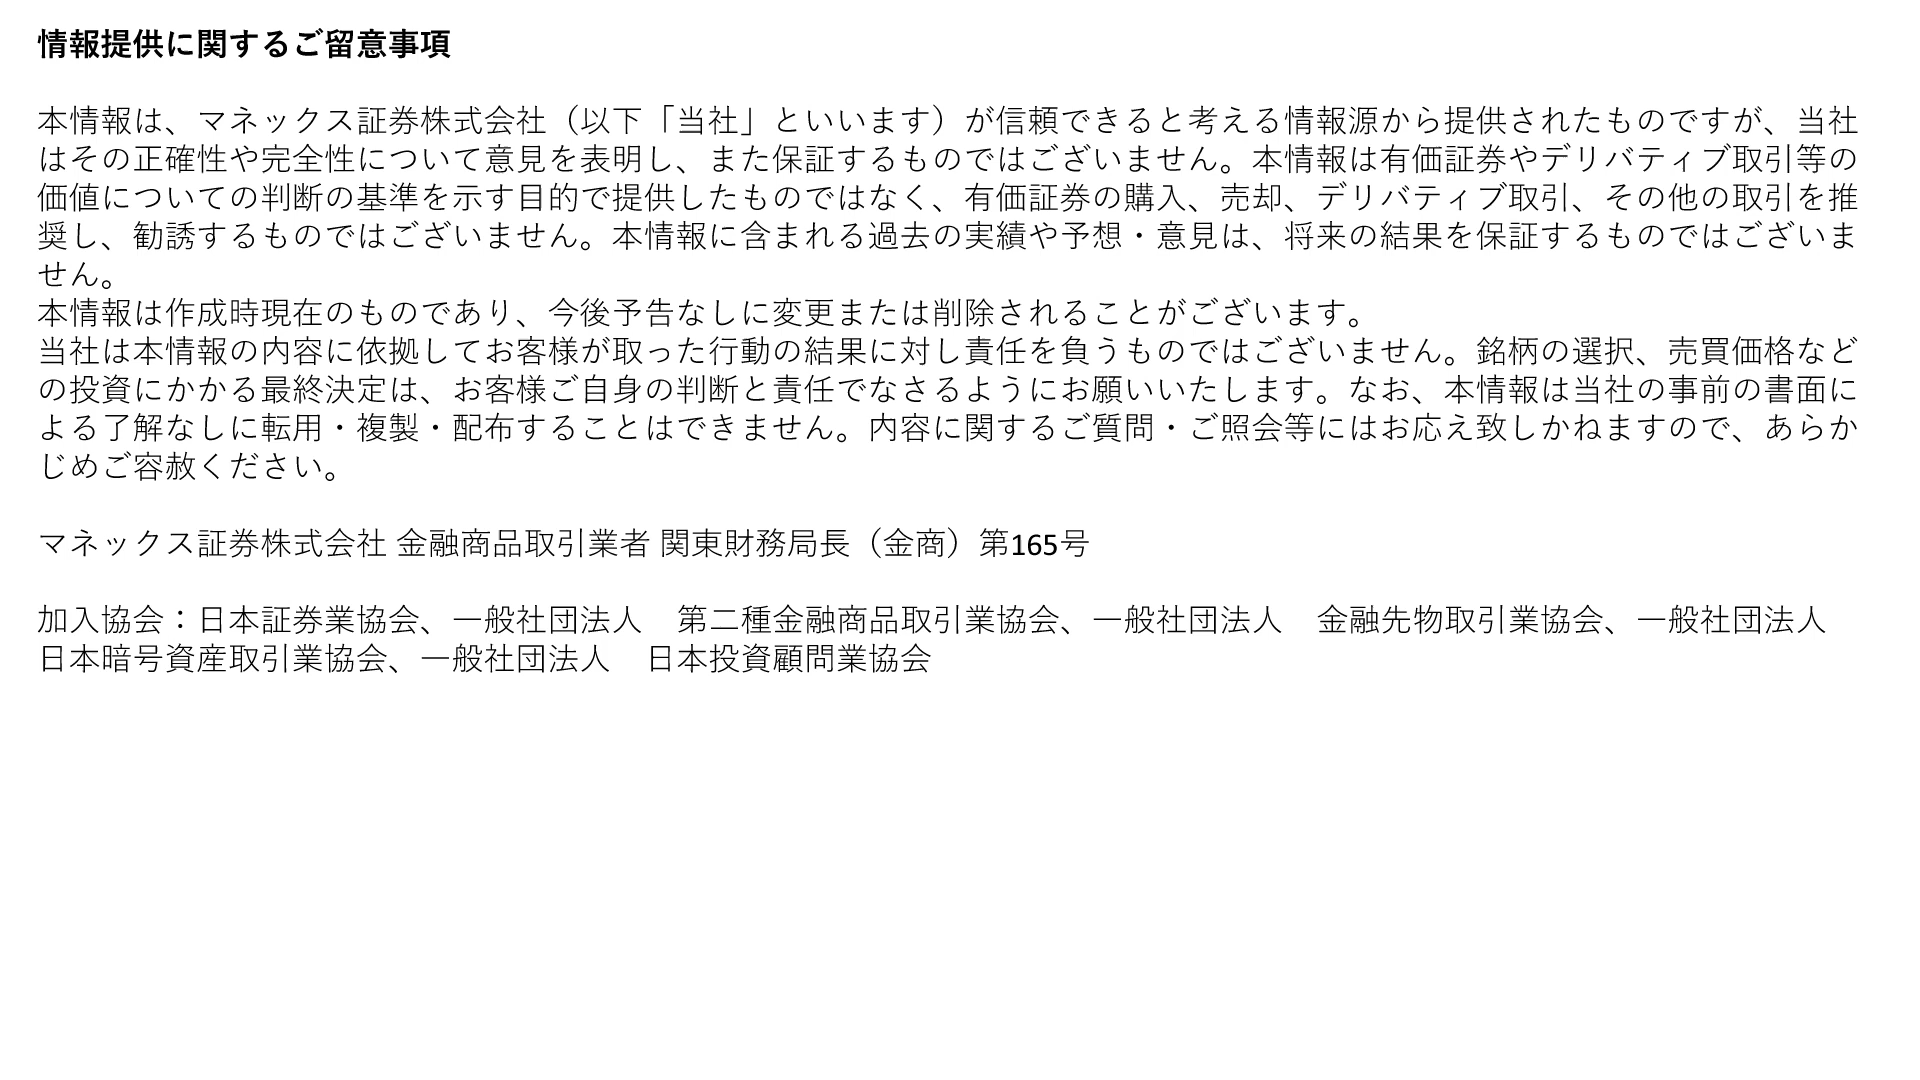 情報提供に関するご留意事項
本情報は、マネックス証券株式会社（以下「当社」といいます）が信頼できると考える情報源から提供されたものですが、当社
はその正確性や完全性について意見を表明し、また保証するものではございません。本情報は有価証券やデリバティブ取引等の
価値についての判断の基準を示す目的で提供したものではなく、有価証券の購入、売却、デリバティブ取引、その他の取引を推
奨し、勧誘するものではございません。本情報に含まれる過去の実績や予想・意見は、将来の結果を保証するものではございま
せん。
本情報は作成時現在のものであり、今後予告なしに変更または削除されることがございます。
当社は本情報の内容に依拠してお客様が取った行動の結果に対し責任を負うものではございません。銘柄の選択、売買価格など
の投資にかかる最終決定は、お客様ご自身の判断と責任でなさるようにお願いいたします。なお、本情報は当社の事前の書面に
よる了解なしに転用・複製・配布することはできません。内容に関するご質問・ご照会等にはお応え致しかねますので、あらか
じめご容赦ください。
マネックス証券株式会社 金融商品取引業者 関東財務局長（金商）第165号
加入協会：日本証券業協会、一般社団法人　第二種金融商品取引業協会、一般社団法人　金融先物取引業協会、一般社団法人
日本暗号資産取引業協会、一般社団法人　日本投資顧問業協会